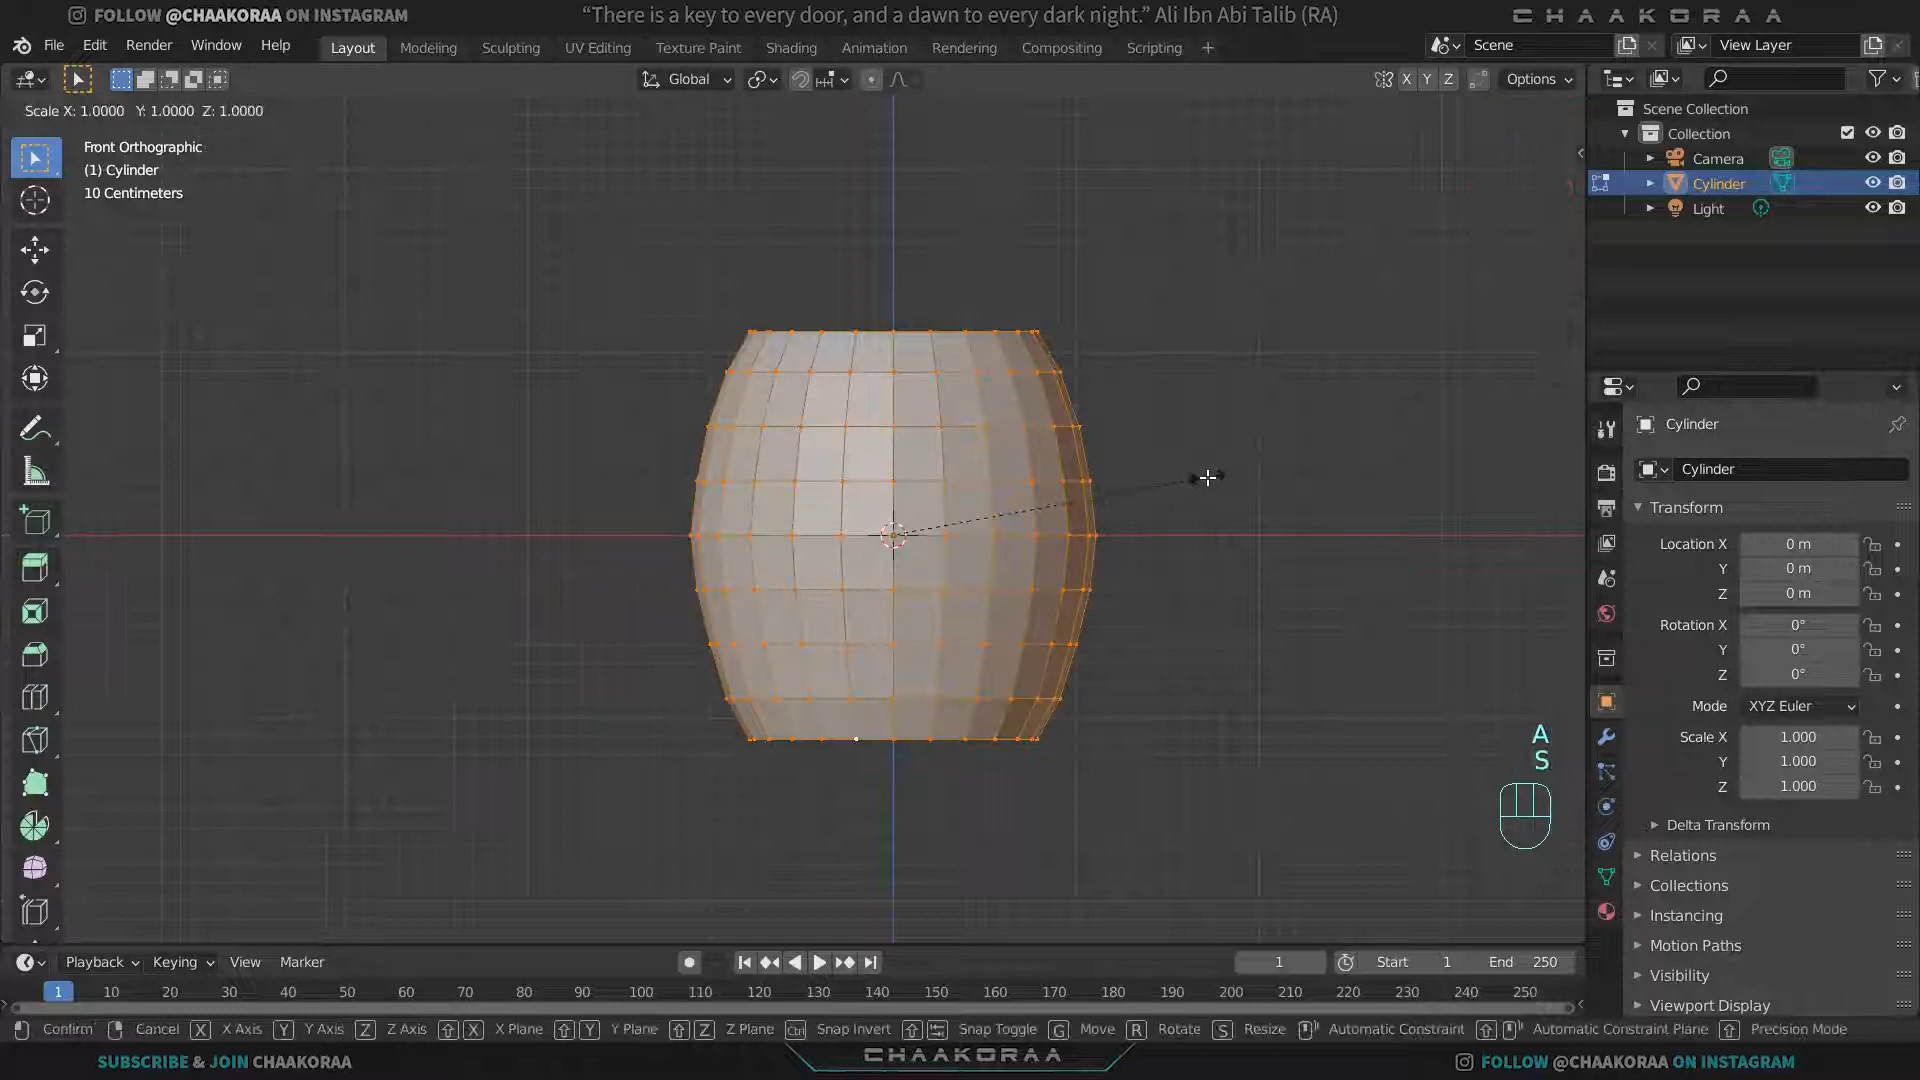 FOLLOW @CHAAKORAA ON INSTAGRAM
“There is a key to every door, and a dawn to every dark night.” Ali Ibn Abi Talib (RA)
CHAAKORAA
File Edit Render Window Help
Layout Modeling Sculpting UV Editing Texture Paint Shading Animation Rendering Compositing Scripting +
Scene
View Layer
Global
X Y Z
Options
Scale X: 1.0000 Y: 1.0000 Z: 1.0000
Front Orthographic
(1) Cylinder
10 Centimeters
Scene Collection
Collection
Camera
Cylinder
Light
Cylinder
Cylinder
Transform
Location X 0 m
Y 0 m
Z 0 m
Rotation X 0°
Y 0°
Z 0°
Mode XYZ Euler
Scale X 1.000
Y 1.000
Z 1.000
Delta Transform
Relations
Collections
Instancing
Motion Paths
Visibility
Viewport Display
A
S
Playback Keying View Marker
1 Start 1 End 250
1 10 20 30 40 50 60 70 80 90 100 110 120 130 140 150 160 170 180 190 200 210 220 230 240 250
Confirm Cancel X X Axis Y Y Axis Z Z Axis X X Plane Y Y Plane Z Z Plane Ctrl Snap Invert Snap Toggle G Move R Rotate S Resize Automatic Constraint Automatic Constraint Plane Precision Mode
SUBSCRIBE & JOIN CHAAKORAA
CHAAKORAA
FOLLOW @CHAAKORAA ON INSTAGRAM